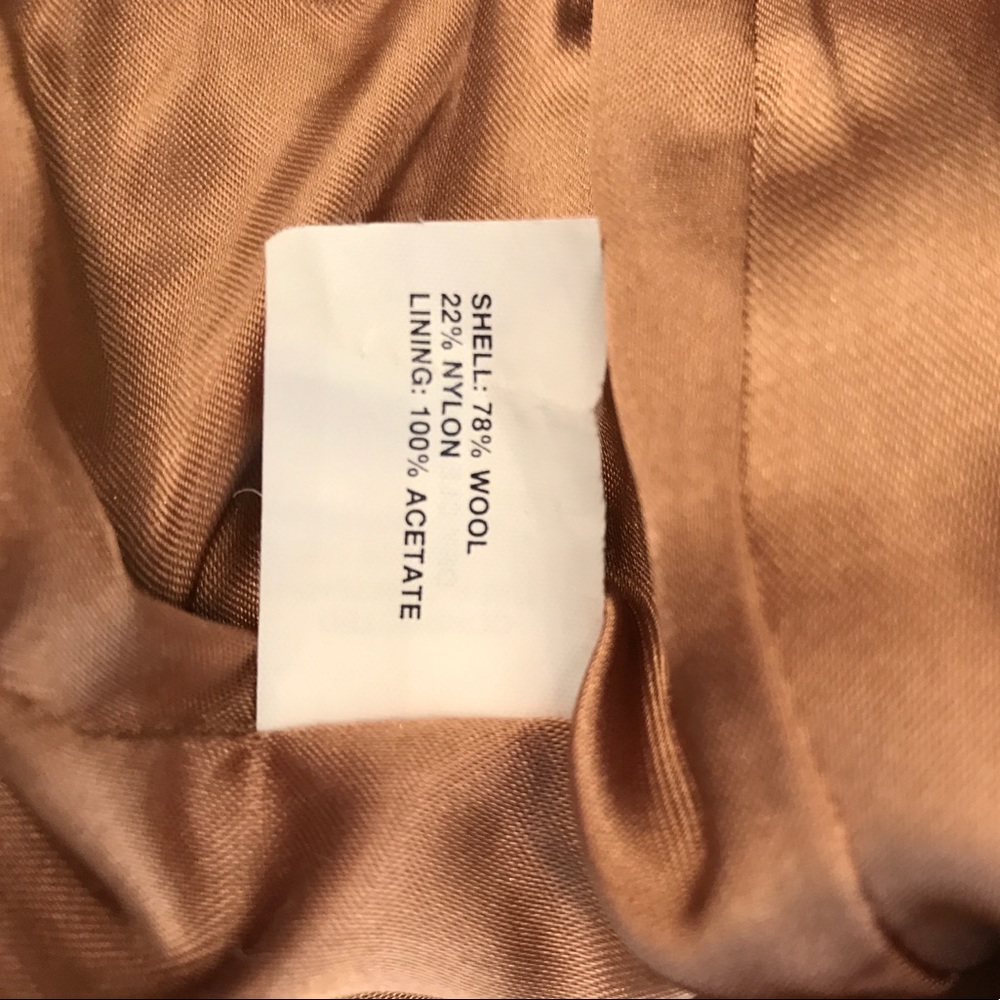 SHELL: 78% WOOL
22% NYLON
LINING: 100% ACETATE